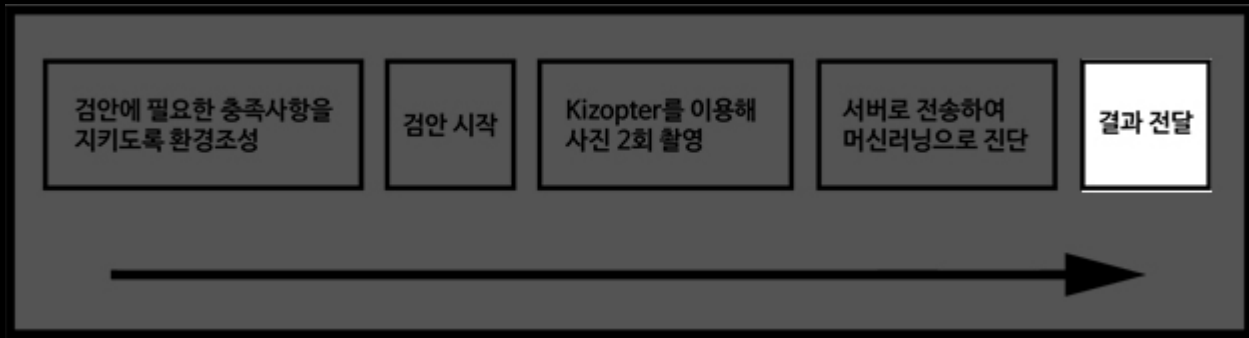 검안에 필요한 충족사항을
지키도록 환경조성
검안 시작
Kizopter를 이용해
사진 2회 촬영
서버로 전송하여
머신러닝으로 진단
결과 전달